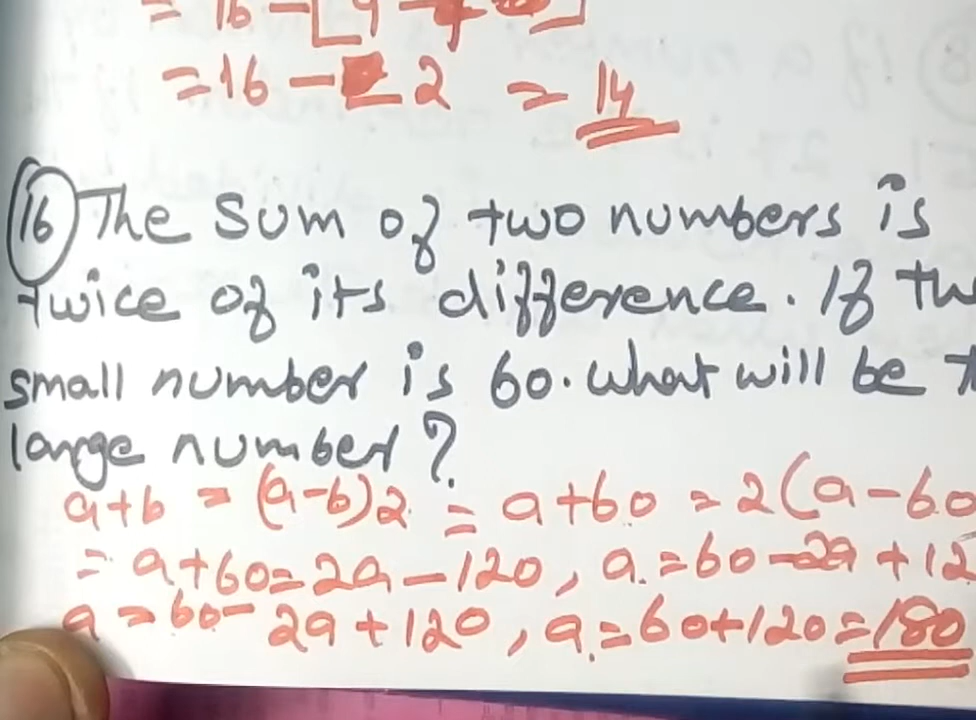 = 16 -
= 16 - 2 = 14
16 The sum of two numbers is
twice of its difference. If the
small number is 60. what will be
large number?
a+b = (a-b)2 = a+60 = 2(a-60
= a+60=2a-120, a=60-2a+12
a=60-2a+120, a=60+120=180